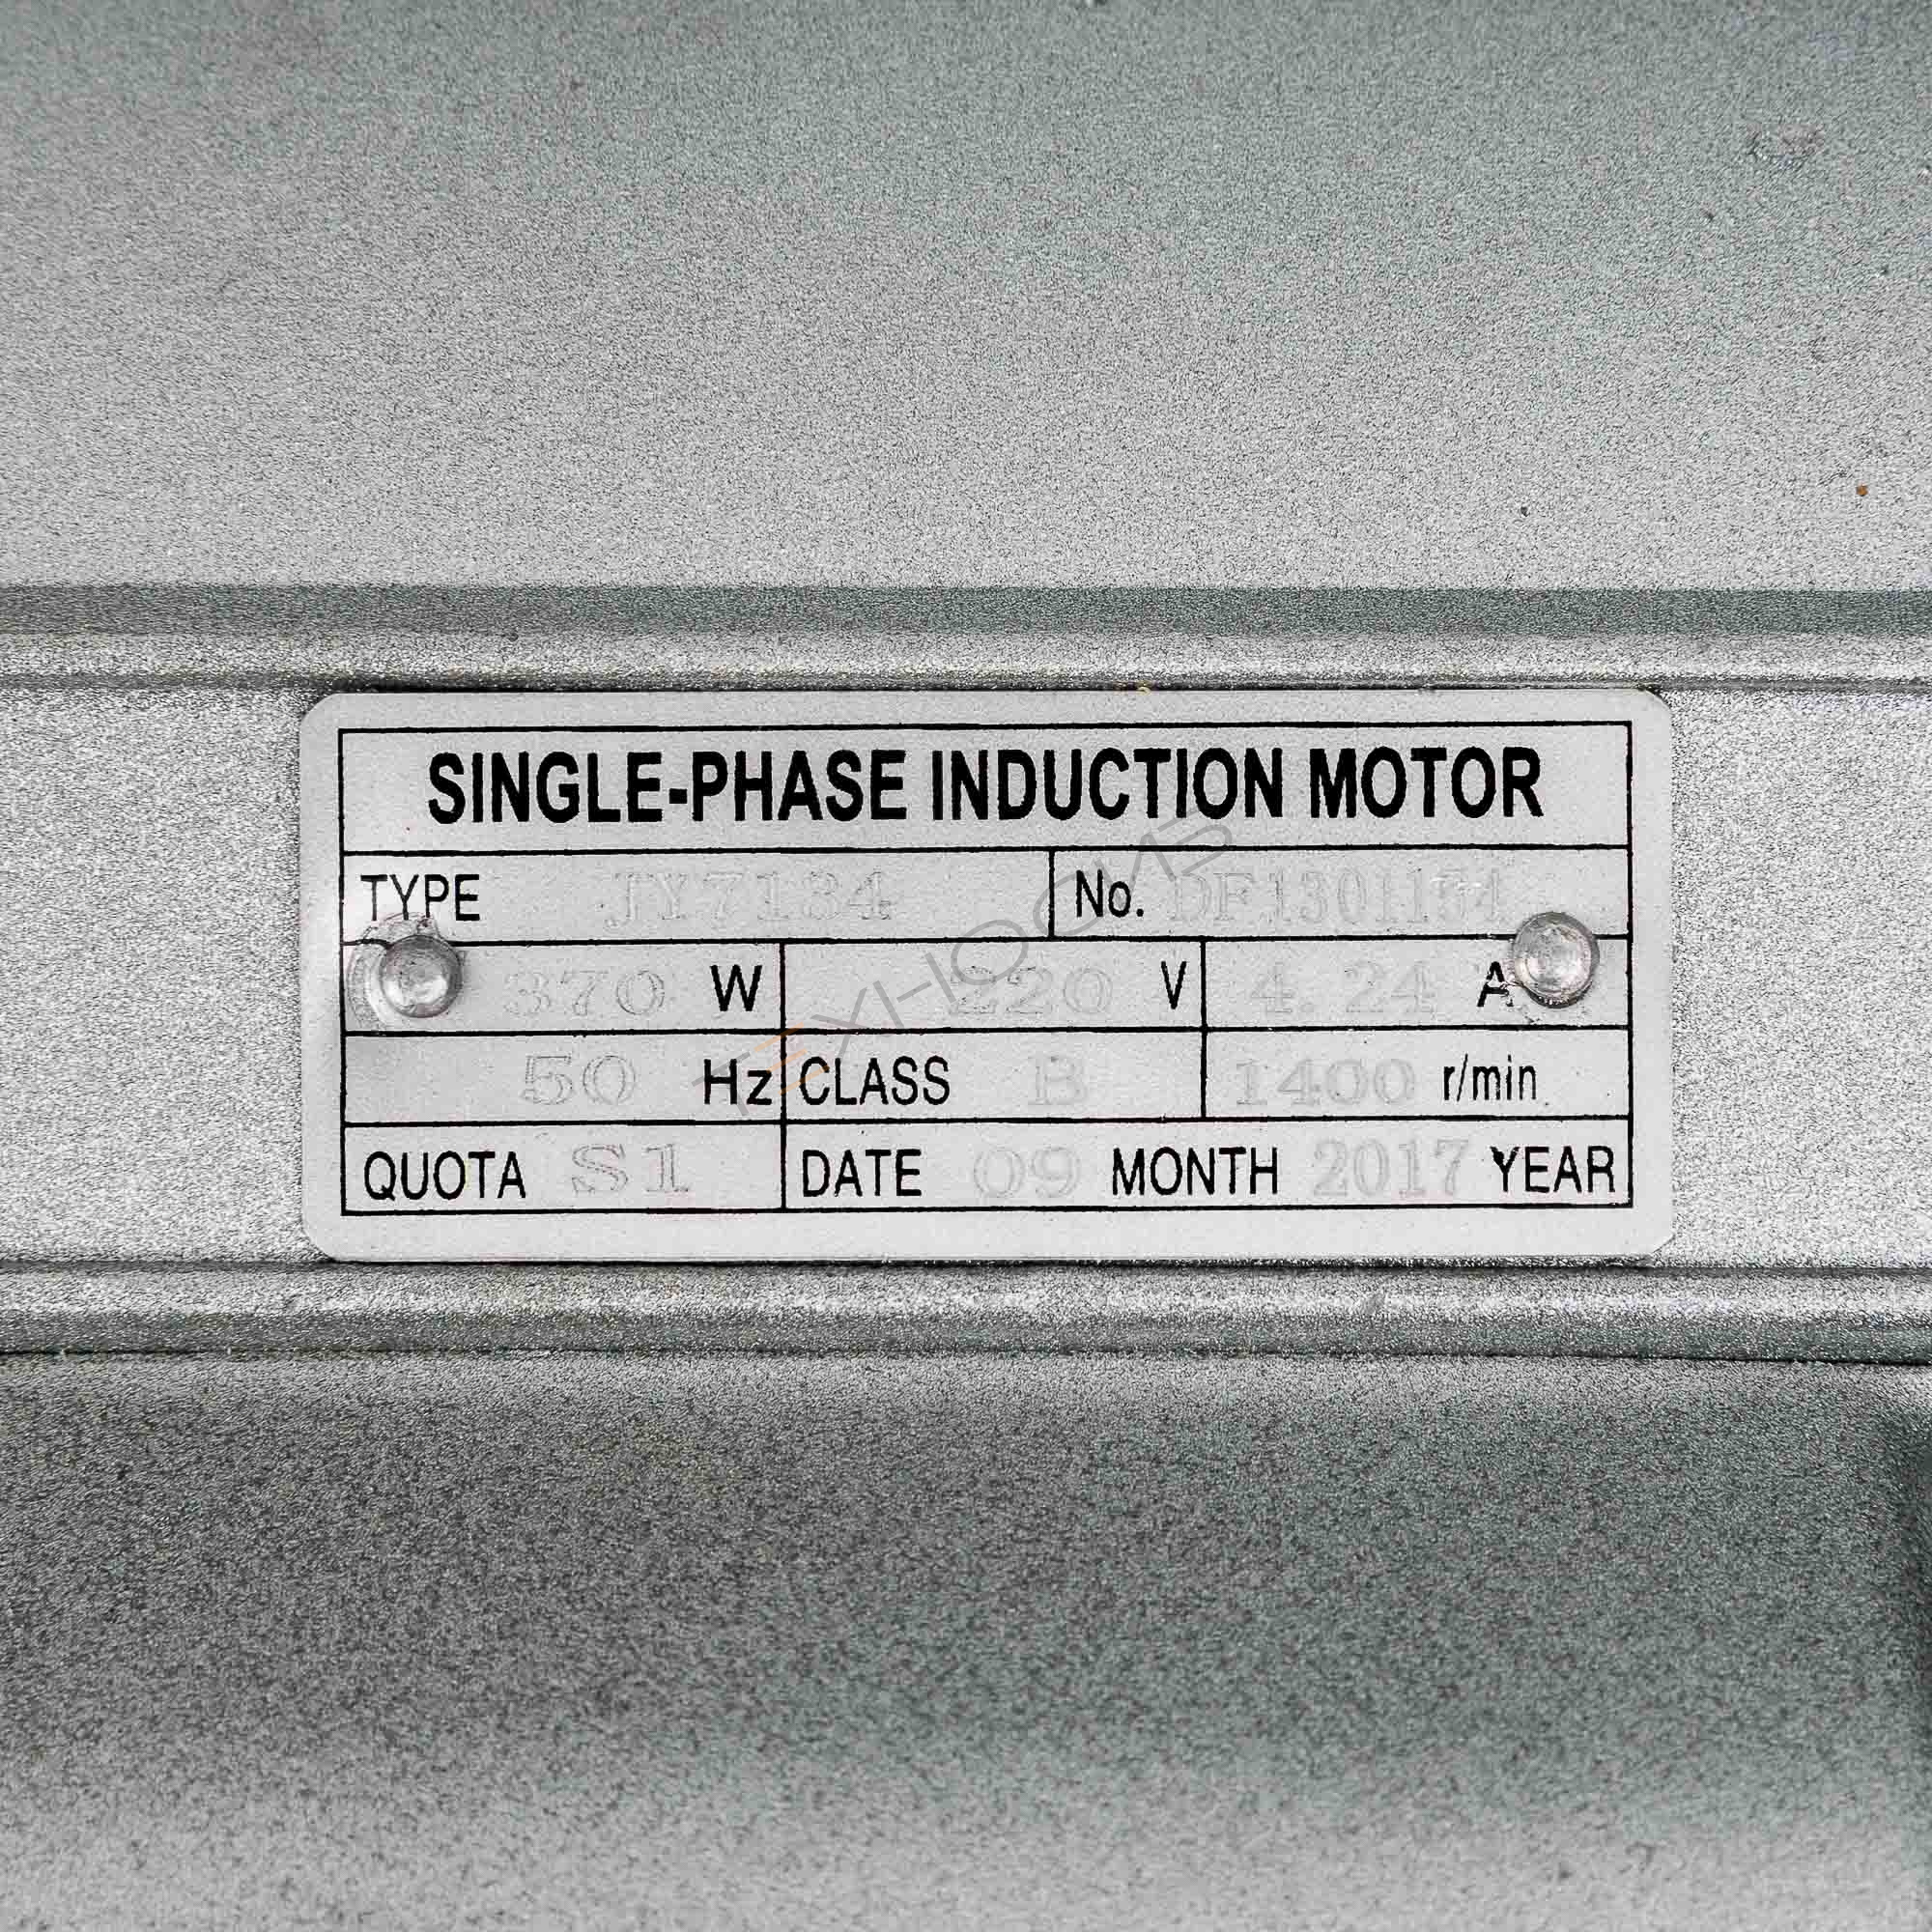 SINGLE-PHASE INDUCTION MOTOR
TYPE JY7134 No. DF1301134
370 W 220 V 4.24 A
50 Hz CLASS B 1400 r/min
QUOTA S1 DATE 09 MONTH 2017 YEAR